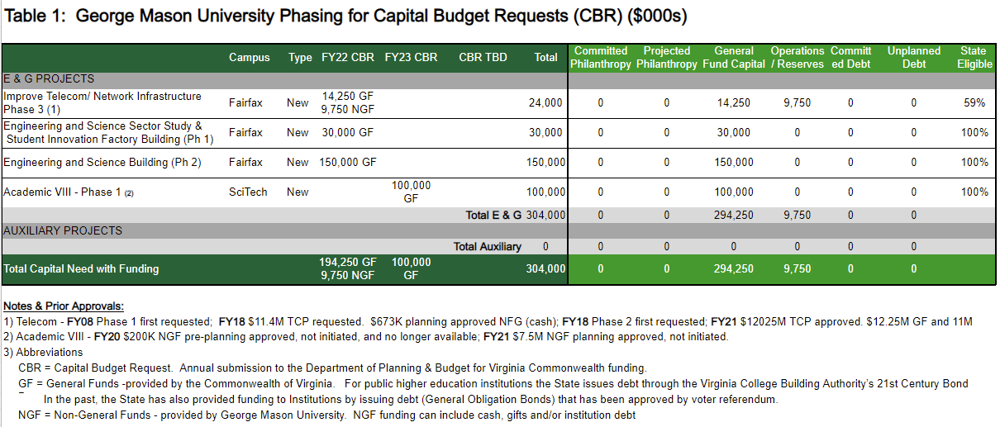 Table 1:  George Mason University Phasing for Capital Budget Requests (CBR) ($000s)
Campus Type FY22 CBR FY23 CBR CBR TBD Total Committed Philanthropy Projected Philanthropy General Fund Capital Operations / Reserves Committ ed Debt Unplanned Debt State Eligible
E & G PROJECTS
Improve Telecom/ Network Infrastructure Phase 3 (1) Fairfax New 14,250 GF 9,750 NGF 24,000 0 0 14,250 9,750 0 0 59%
Engineering and Science Sector Study & Student Innovation Factory Building (Ph 1) Fairfax New 30,000 GF 30,000 0 0 30,000 0 0 0 100%
Engineering and Science Building (Ph 2) Fairfax New 150,000 GF 150,000 0 0 150,000 0 0 0 100%
Academic VIII - Phase 1 (2) SciTech New 100,000 GF 100,000 0 0 100,000 0 0 0 100%
Total E & G 304,000 0 0 294,250 9,750 0 0
AUXILIARY PROJECTS
Total Auxiliary 0 0 0 0 0 0 0
Total Capital Need with Funding 194,250 GF 9,750 NGF 100,000 GF 304,000 0 0 294,250 9,750 0 0
Notes & Prior Approvals:
1) Telecom - FY08 Phase 1 first requested;  FY18 $11.4M TCP requested.  $673K planning approved NFG (cash); FY18 Phase 2 first requested; FY21 $12025M TCP approved. $12.25M GF and 11M
2) Academic VIII - FY20 $200K NGF pre-planning approved, not initiated, and no longer available; FY21 $7.5M NGF planning approved, not initiated.
3) Abbreviations
CBR = Capital Budget Request.  Annual submission to the Department of Planning & Budget for Virginia Commonwealth funding.
GF = General Funds -provided by the Commonwealth of Virginia.   For public higher education institutions the State issues debt through the Virginia College Building Authority's 21st Century Bond
In the past, the State has also provided funding to Institutions by issuing debt (General Obligation Bonds) that has been approved by voter referendum.
NGF = Non-General Funds - provided by George Mason University.  NGF funding can include cash, gifts and/or institution debt